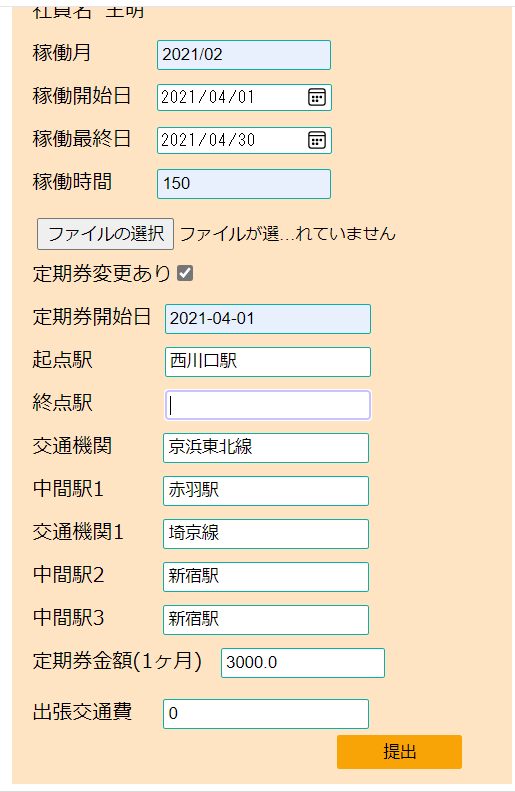 社員名 王明
稼働月 2021/02
稼働開始日 2021/04/01
稼働最終日 2021/04/30
稼働時間 150
ファイルの選択 ファイルが選...れていません
定期券変更あり
定期券開始日 2021-04-01
起点駅 西川口駅
終点駅
交通機関 京浜東北線
中間駅1 赤羽駅
交通機関1 埼京線
中間駅2 新宿駅
中間駅3 新宿駅
定期券金額(1ヶ月) 3000.0
出張交通費 0
提出